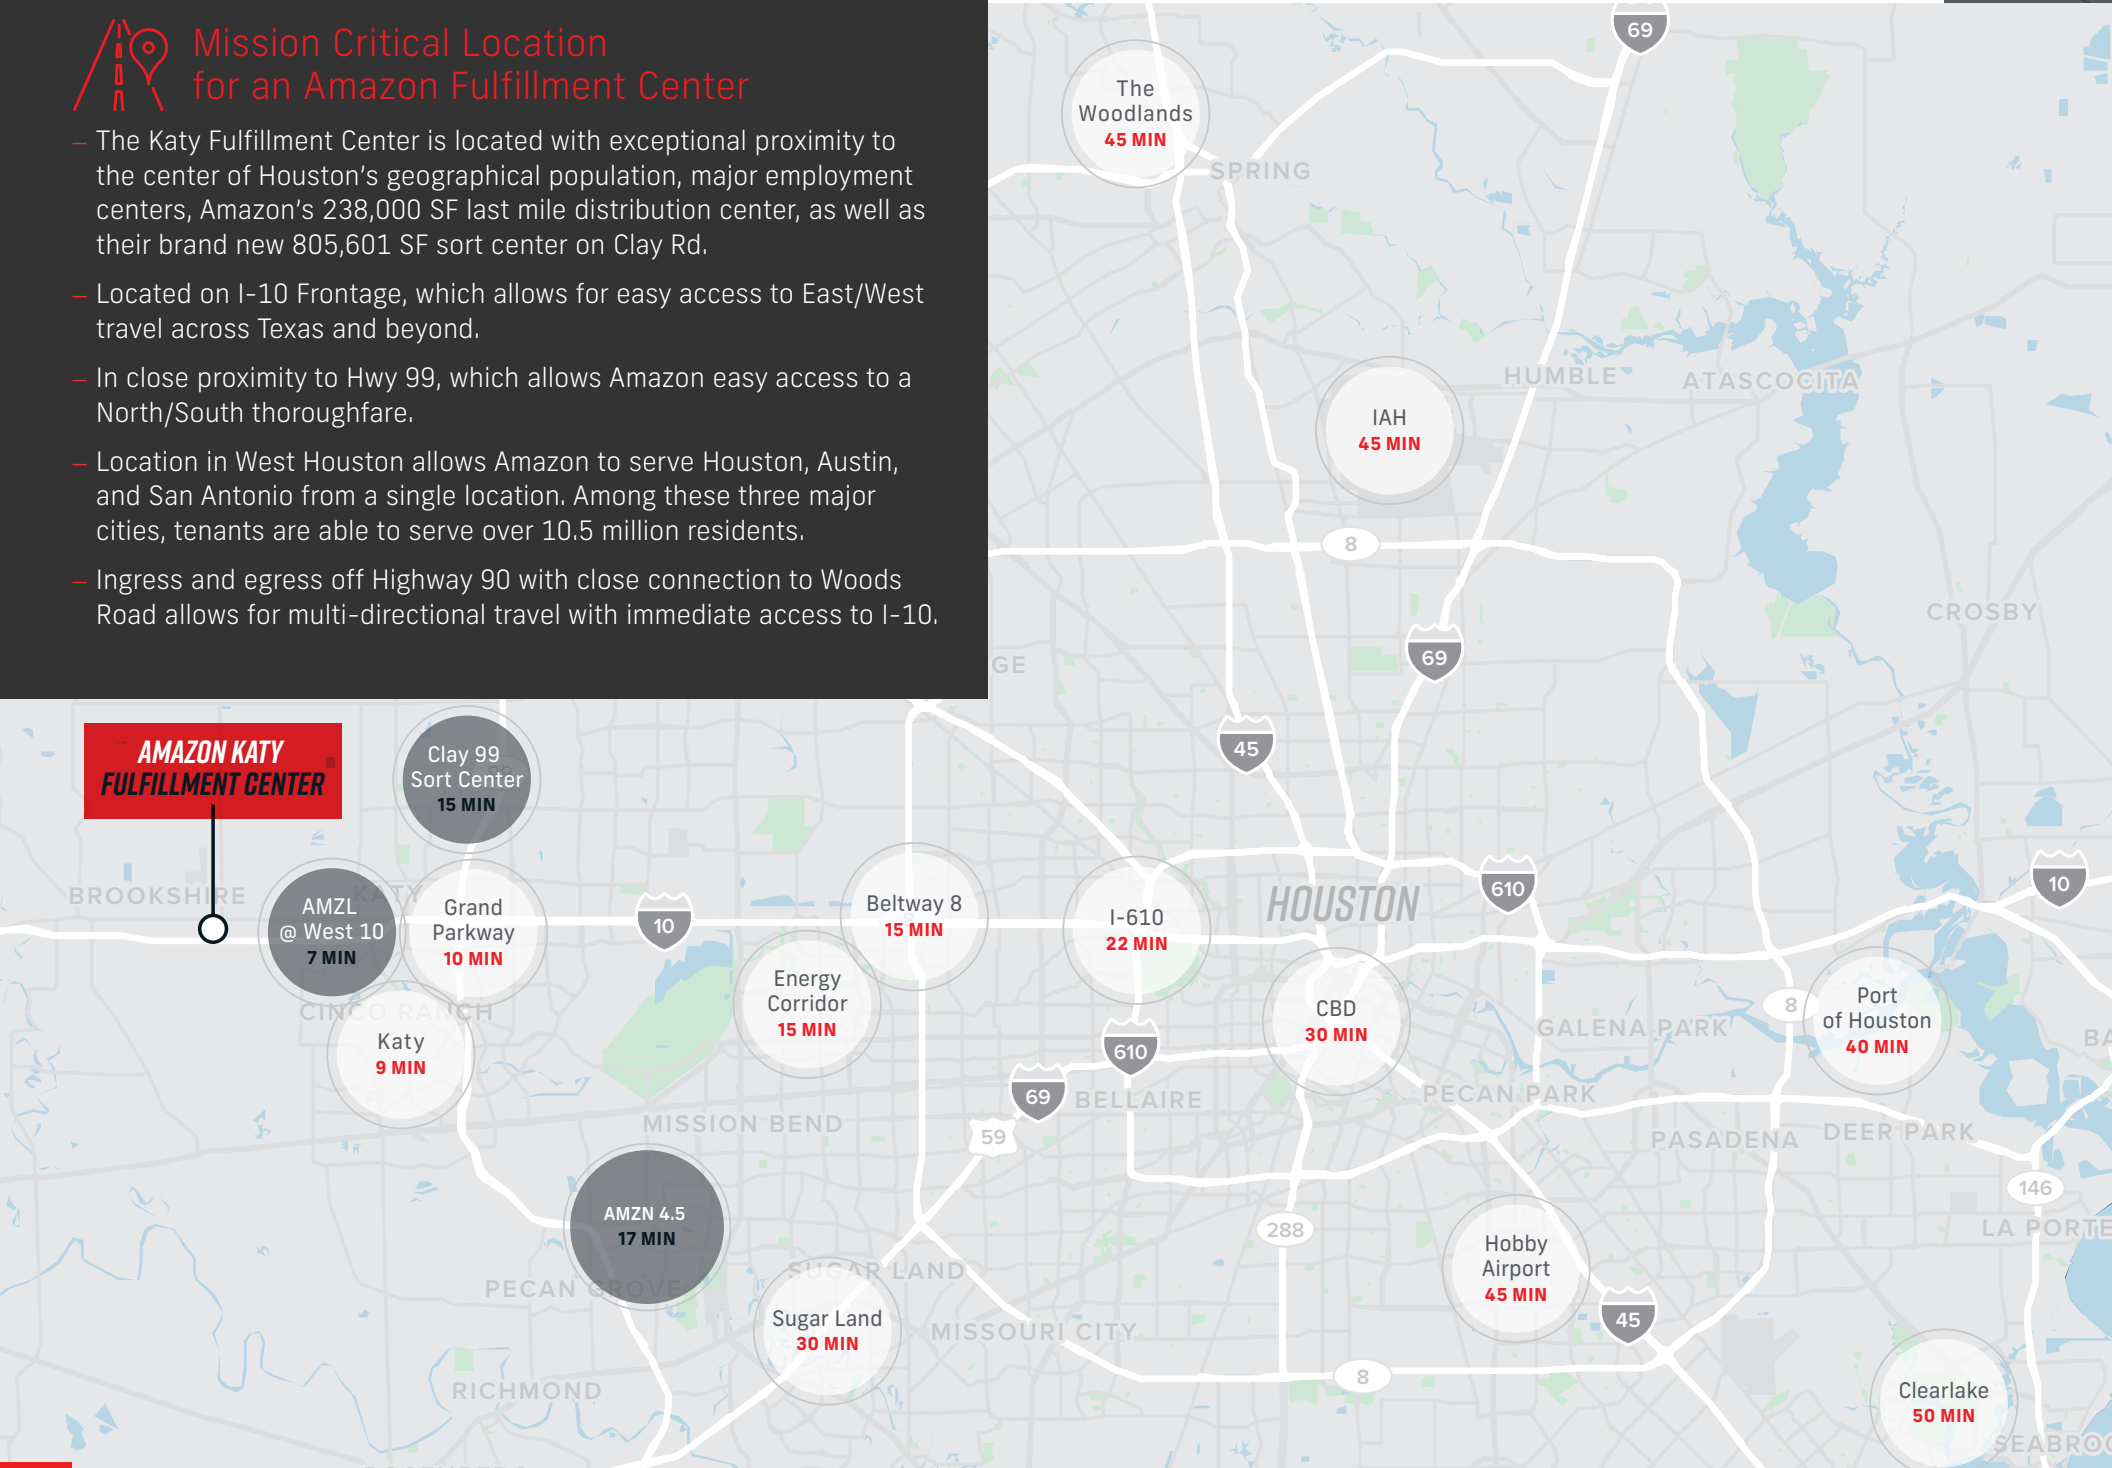 Mission Critical Location
for an Amazon Fulfillment Center
– The Katy Fulfillment Center is located with exceptional proximity to
the center of Houston’s geographical population, major employment
centers, Amazon’s 238,000 SF last mile distribution center, as well as
their brand new 805,601 SF sort center on Clay Rd.
– Located on I-10 Frontage, which allows for easy access to East/West
travel across Texas and beyond.
– In close proximity to Hwy 99, which allows Amazon easy access to a
North/South thoroughfare.
– Location in West Houston allows Amazon to serve Houston, Austin,
and San Antonio from a single location. Among these three major
cities, tenants are able to serve over 10.5 million residents.
– Ingress and egress off Highway 90 with close connection to Woods
Road allows for multi-directional travel with immediate access to I-10.
69
The
Woodlands
45 MIN
SPRING
HUMBLE
ATASCOCITA
IAH
45 MIN
8
CROSBY
GE
69
45
AMAZON KATY
FULFILLMENT CENTER
Clay 99
Sort Center
15 MIN
BROOKSHIRE
KATY
AMZL
@ West 10
7 MIN
Grand
Parkway
10 MIN
10
Beltway 8
15 MIN
I-610
22 MIN
HOUSTON
610
10
CINCO RANCH
Katy
9 MIN
Energy
Corridor
15 MIN
CBD
30 MIN
GALENA PARK
8
Port
of Houston
40 MIN
BA
610
69
BELLAIRE
PECAN PARK
MISSION BEND
59
PASADENA
DEER PARK
146
AMZN 4.5
17 MIN
288
LA PORTE
Hobby
Airport
45 MIN
PECAN GROVE
SUGAR LAND
Sugar Land
30 MIN
MISSOURI CITY
45
8
RICHMOND
Clearlake
50 MIN
SEABROO